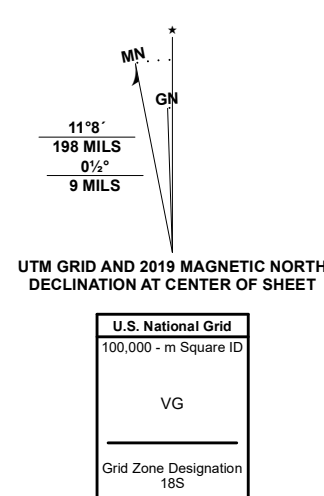 ★
MN
GN
11°8´
198 MILS
0½°
9 MILS
UTM GRID AND 2019 MAGNETIC NORTH
DECLINATION AT CENTER OF SHEET
U.S. National Grid
100,000 - m Square ID
VG
Grid Zone Designation
18S